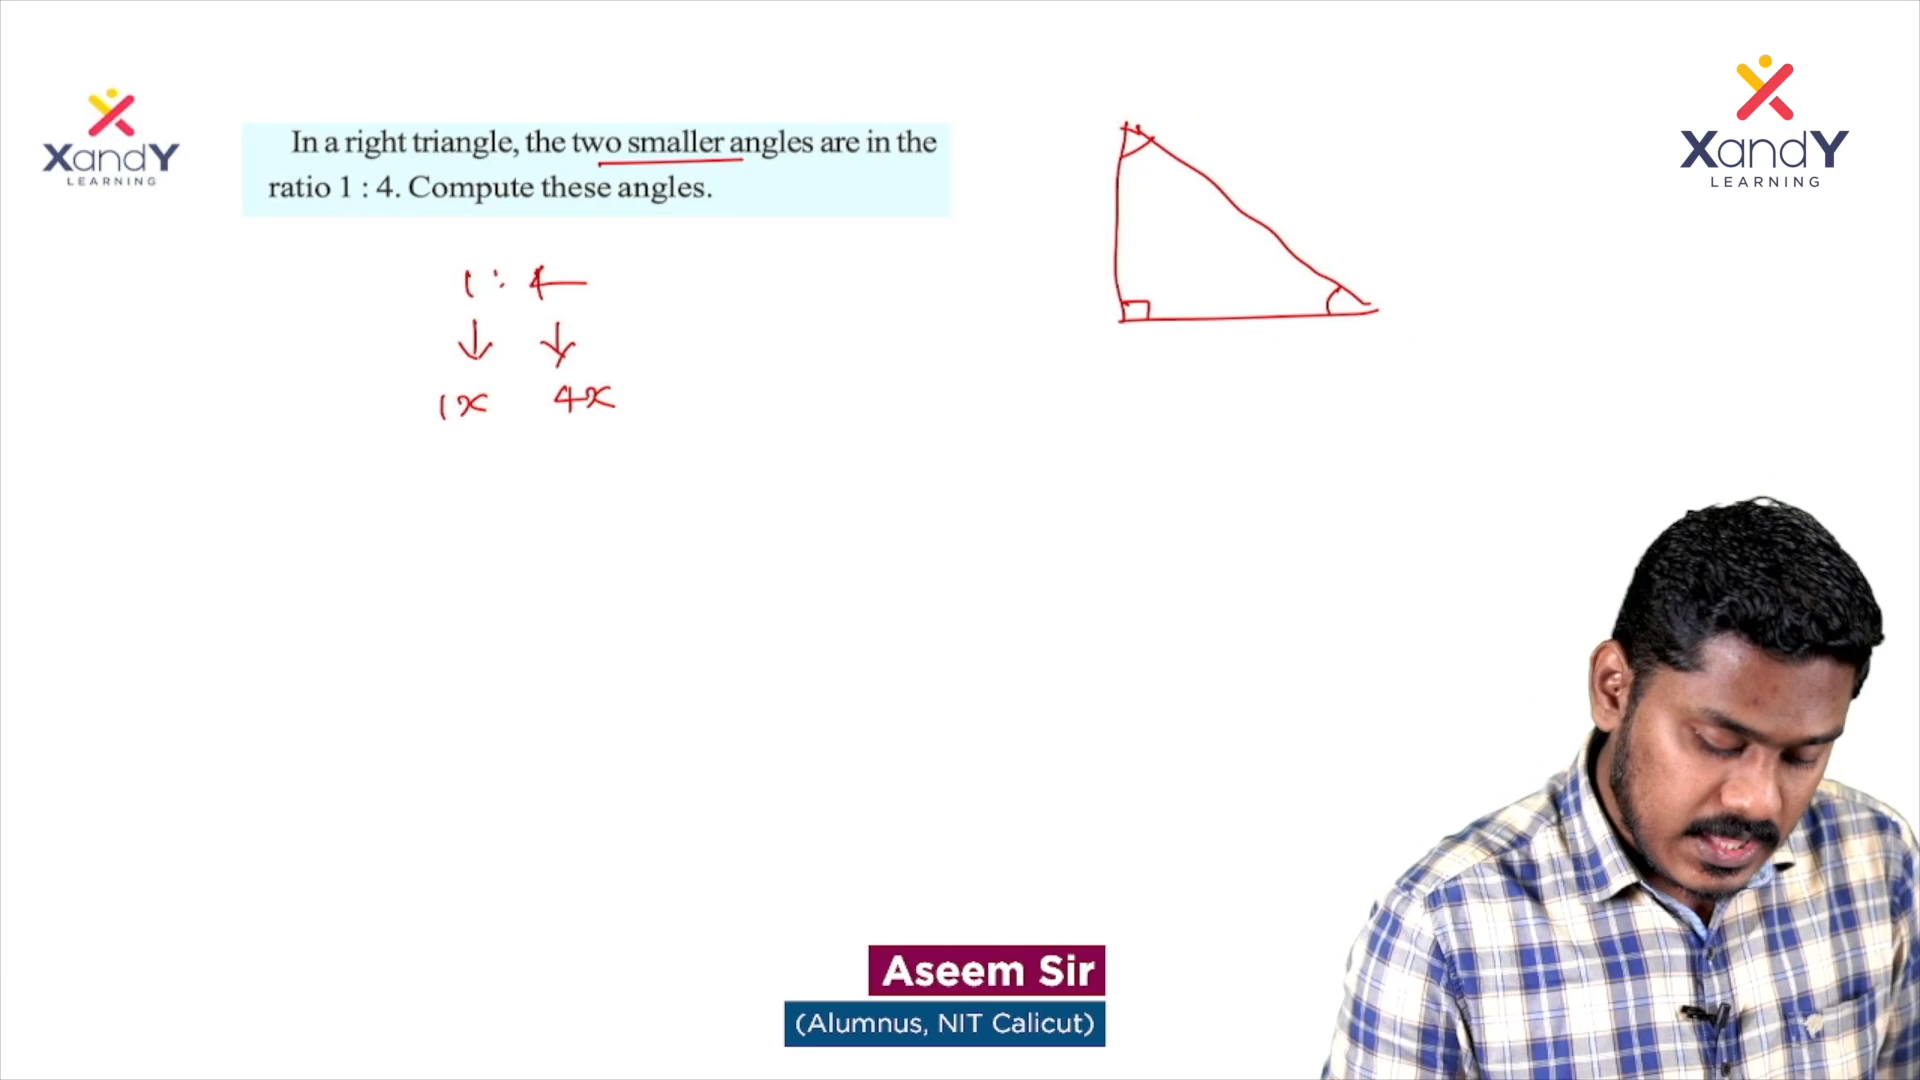 XandY
LEARNING
In a right triangle, the two smaller angles are in the
ratio 1 : 4. Compute these angles.
1 : 4
1x 4x
XandY
LEARNING
Aseem Sir
(Alumnus, NIT Calicut)